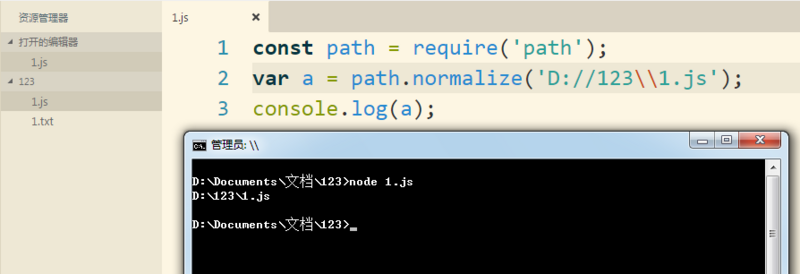 资源管理器
打开的编辑器
1.js
123
1.js
1.txt
1.js
1 const path = require('path');
2 var a = path.normalize('D://123\\1.js');
3 console.log(a);
管理员: \\
D:\Documents\文档\123>node 1.js
D:\123\1.js
D:\Documents\文档\123>